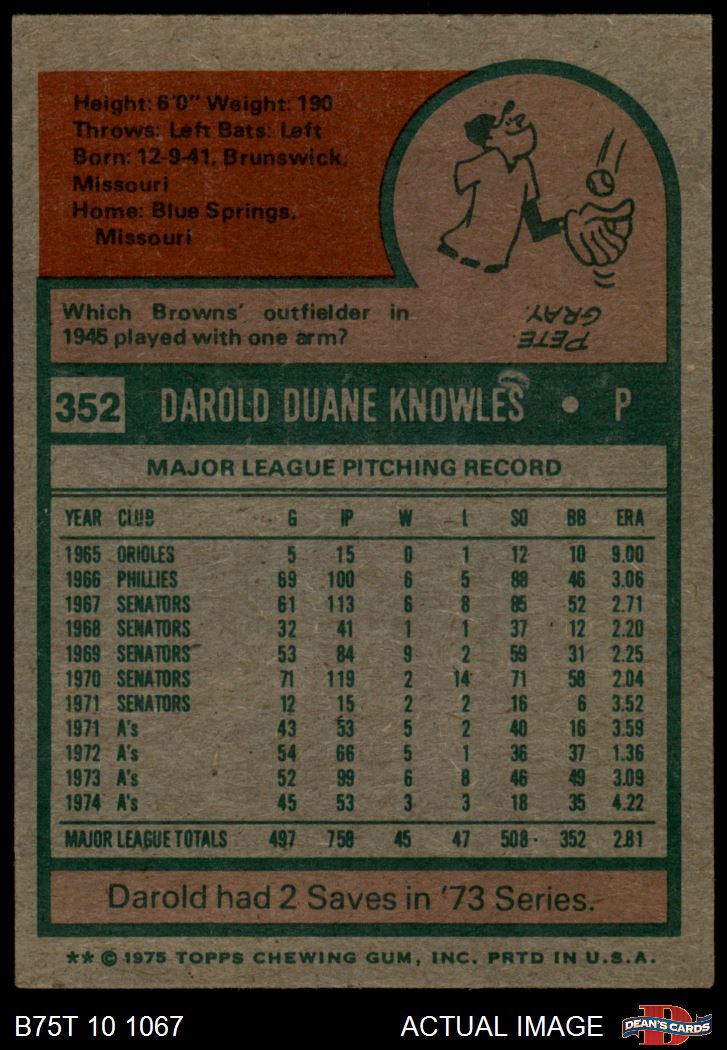 Height: 6'0" Weight: 190
Throws: Left Bats: Left
Born: 12-9-41, Brunswick,
Missouri
Home: Blue Springs,
Missouri
Which Browns' outfielder in
1945 played with one arm?
PETE
GRAY.
352 DAROLD DUANE KNOWLES • P
MAJOR LEAGUE PITCHING RECORD
YEAR CLUB G IP W L SO BB ERA
1965 ORIOLES 5 15 0 1 12 10 9.00
1966 PHILLIES 69 100 6 5 88 46 3.06
1967 SENATORS 61 113 6 8 85 52 2.71
1968 SENATORS 32 41 1 1 37 12 2.20
1969 SENATORS 53 84 9 2 59 31 2.25
1970 SENATORS 71 119 2 14 71 58 2.04
1971 SENATORS 12 15 2 2 16 6 3.52
1971 A's 43 53 5 2 40 16 3.59
1972 A's 54 66 5 1 36 37 1.36
1973 A's 52 99 6 8 46 49 3.09
1974 A's 45 53 3 3 18 35 4.22
MAJOR LEAGUE TOTALS 497 758 45 47 508 352 2.81
Darold had 2 Saves in '73 Series.
** © 1975 TOPPS CHEWING GUM, INC. PRTD IN U.S.A.
B75T 10 1067 ACTUAL IMAGE D DEAN'S CARDS